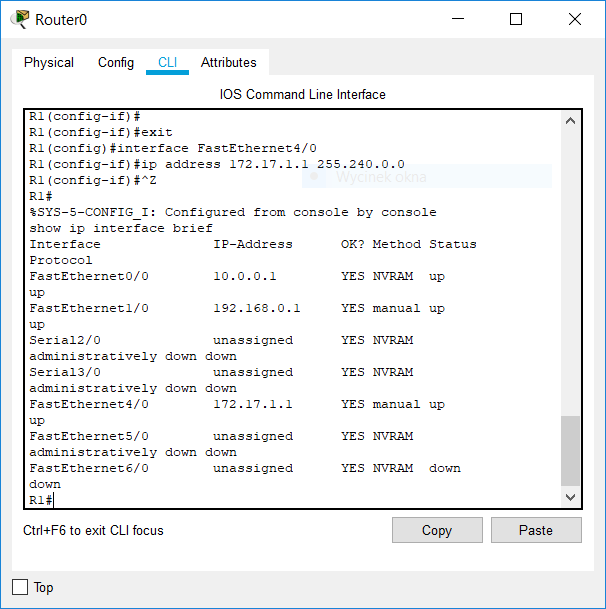 Router0
Physical Config CLI Attributes
IOS Command Line Interface
R1(config-if)#
R1(config-if)#exit
R1(config)#interface FastEthernet4/0
R1(config-if)#ip address 172.17.1.1 255.240.0.0
Wycinek okna
R1(config-if)#^Z
R1#
%SYS-5-CONFIG_I: Configured from console by console
show ip interface brief
Interface IP-Address OK? Method Status
Protocol
FastEthernet0/0 10.0.0.1 YES NVRAM up
up
FastEthernet1/0 192.168.0.1 YES manual up
up
Serial2/0 unassigned YES NVRAM
administratively down down
Serial3/0 unassigned YES NVRAM
administratively down down
FastEthernet4/0 172.17.1.1 YES manual up
up
FastEthernet5/0 unassigned YES NVRAM
administratively down down
FastEthernet6/0 unassigned YES NVRAM down
down
R1#
Ctrl+F6 to exit CLI focus Copy Paste
Top